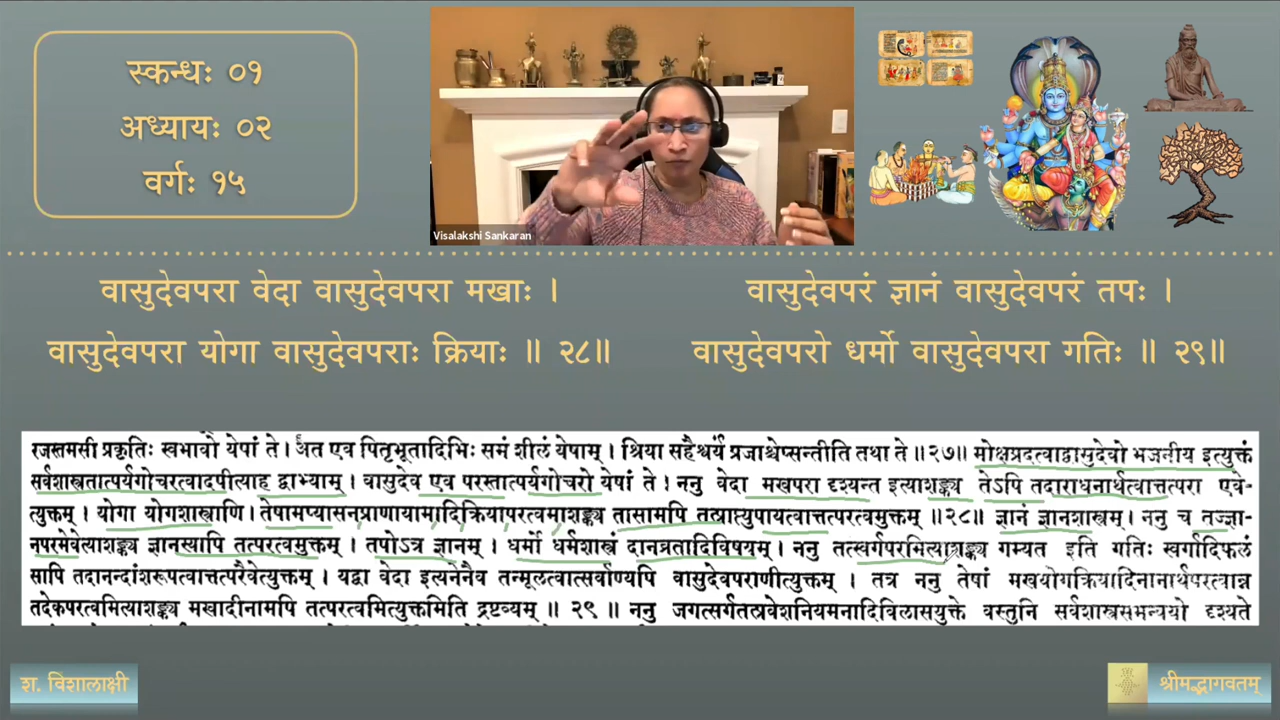 स्कन्धः ०१
अध्यायः ०२
वर्गः १५
Visalakshi Sankaran
वासुदेवपरा वेदा वासुदेवपरा मखाः ।
वासुदेवपरा योगा वासुदेवपराः क्रियाः ॥ २८॥
वासुदेवपरं ज्ञानं वासुदेवपरं तपः ।
वासुदेवपरो धर्मो वासुदेवपरा गतिः ॥ २९॥
रजस्तमसी प्रकृतिः स्वभावो येषां ते । अत एव पितृभूतादिभिः समं शीलं येषाम् । श्रिया सहैश्वर्यं प्रजाश्चेप्सन्तीति तथा ते ॥२७॥ मोक्षप्रदत्वाद्वासुदेवो भजनीय इत्युक्तं
सर्वशास्त्रतात्पर्यगोचरत्वादपीत्याह द्वाभ्याम् । वासुदेव एव परस्तात्पर्यगोचरो येषां ते । ननु वेदा मखपरा दृश्यन्त इत्याशङ्क्य तेऽपि तदाराधनार्थत्वात्तत्परा एवे-
त्युक्तम् । योगा योगशास्त्राणि । तेषामप्यासनप्राणायामादिक्रियापरत्वमाशङ्क्य तासामपि तत्प्राप्त्युपायत्वात्तत्परत्वमुक्तम् ॥२८॥ ज्ञानं ज्ञानशास्त्रम् । ननु च तज्ज्ञा-
नपरमेवेत्याशङ्क्य ज्ञानस्यापि तत्परत्वमुक्तम् । तपोऽत्र ज्ञानम् । धर्मो धर्मशास्त्रं दानव्रतादिविषयम् । ननु तत्स्वर्गपरमित्याशङ्क्य गम्यत इति गतिः स्वर्गादिफलं
सापि तदानन्दांशरूपत्वात्तत्परैवेत्युक्तम् । यद्वा वेदा इत्यनेनैव तन्मूलत्वात्सर्वाण्यपि वासुदेवपराणीत्युक्तम् । तत्र ननु तेषां मखयोगक्रियादिनानार्थपरत्वान्न
तदेकपरत्वमित्याशङ्क्य मखादीनामपि तत्परत्वमित्युक्तमिति द्रष्टव्यम् ॥ २९ ॥ ननु जगत्सर्गतत्प्रवेशनियमनादिविलासयुक्ते वस्तुनि सर्वशास्त्रसमन्वयो दृश्यते
श. विशालाक्षी
श्रीमद्भागवतम्